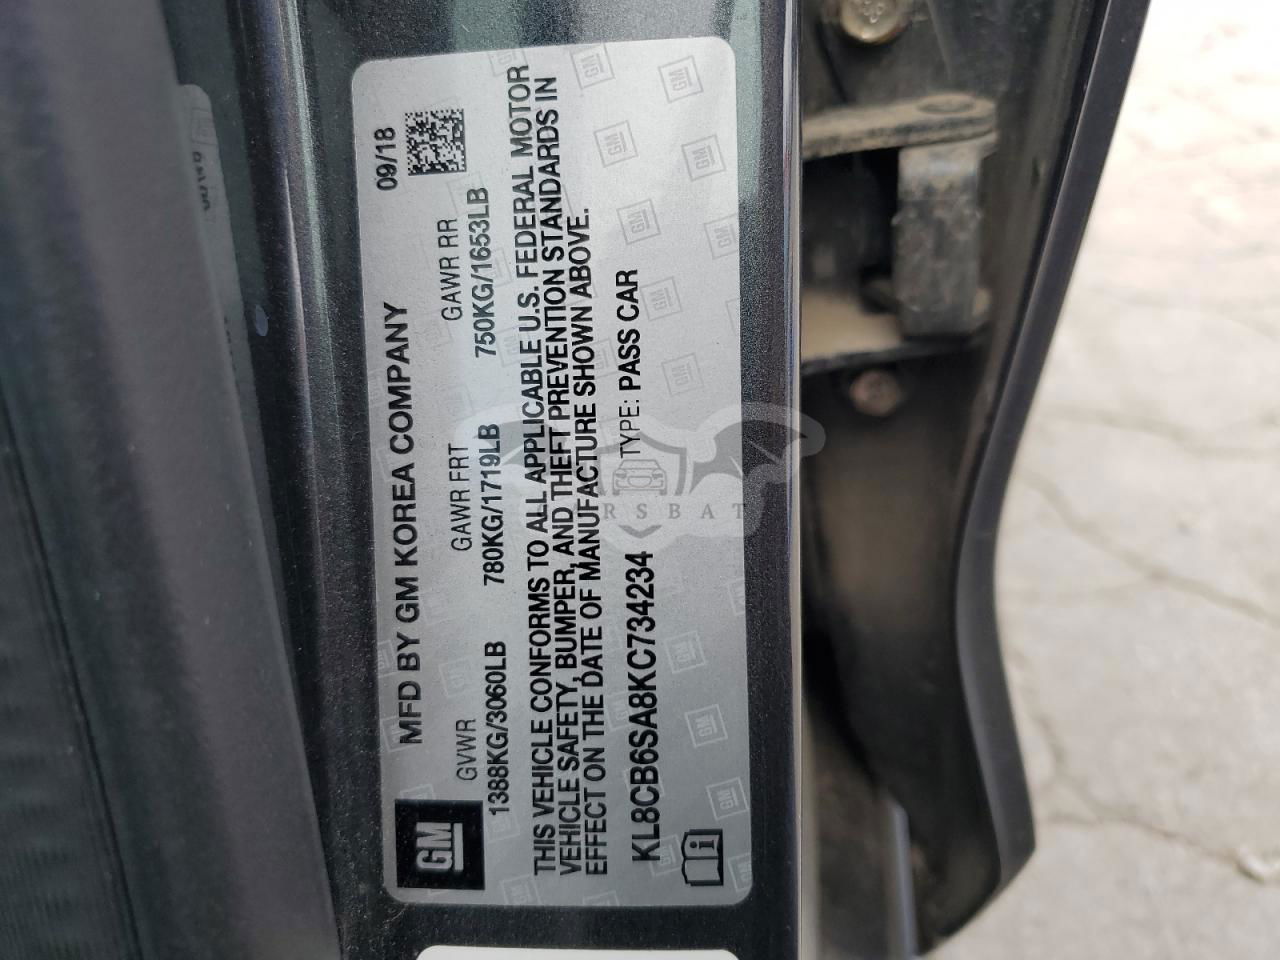 GM
MFD BY GM KOREA COMPANY 09/18
GVWR GAWR FRT GAWR RR
1388KG/3060LB 780KG/1719LB 750KG/1653LB
THIS VEHICLE CONFORMS TO ALL APPLICABLE U.S. FEDERAL MOTOR
VEHICLE SAFETY, BUMPER, AND THEFT PREVENTION STANDARDS IN
EFFECT ON THE DATE OF MANUFACTURE SHOWN ABOVE.
KL8CB6SA8KC734234 TYPE: PASS CAR
RSBAT